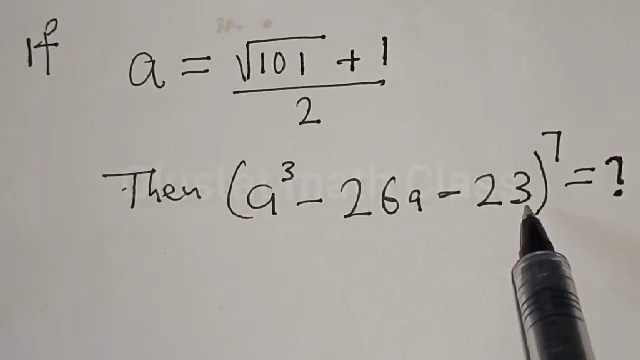 If a = (√101 + 1)/2
Then (a³ - 26a - 23)⁷ = ?